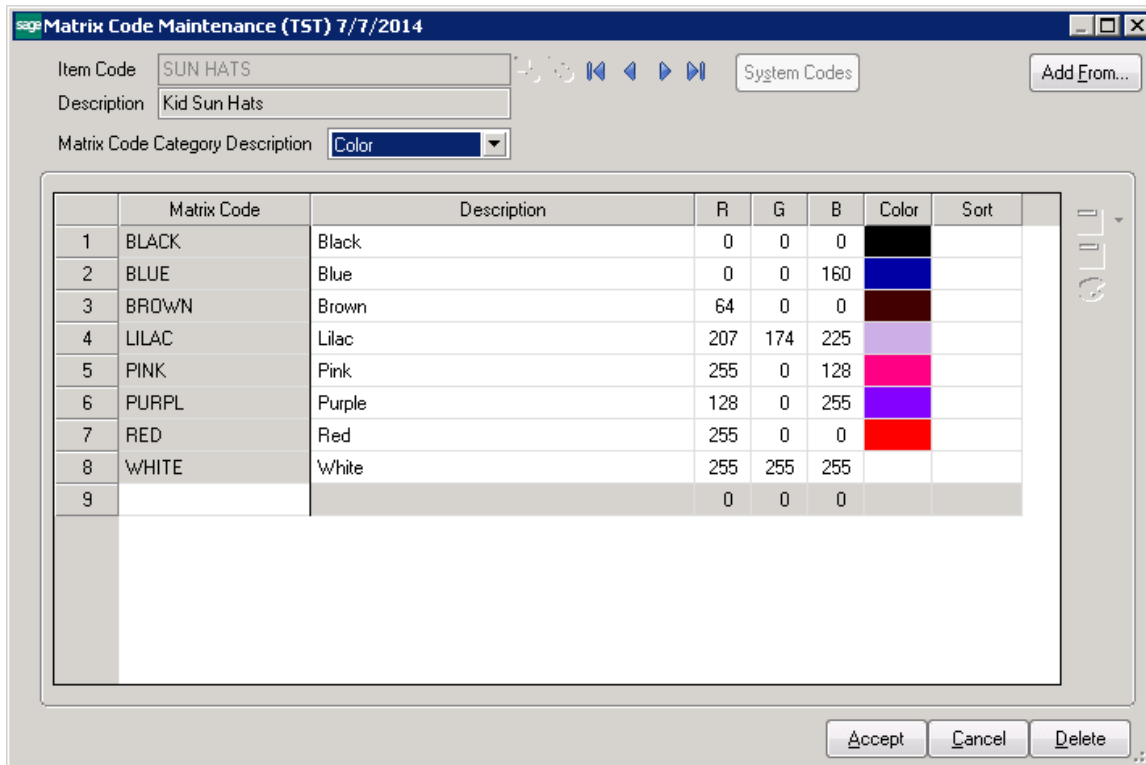 sage Matrix Code Maintenance (TST) 7/7/2014
Item Code SUN HATS System Codes Add From...
Description Kid Sun Hats
Matrix Code Category Description Color
Matrix Code Description R G B Color Sort
1 BLACK Black 0 0 0
2 BLUE Blue 0 0 160
3 BROWN Brown 64 0 0
4 LILAC Lilac 207 174 225
5 PINK Pink 255 0 128
6 PURPL Purple 128 0 255
7 RED Red 255 0 0
8 WHITE White 255 255 255
9 0 0 0
Accept Cancel Delete